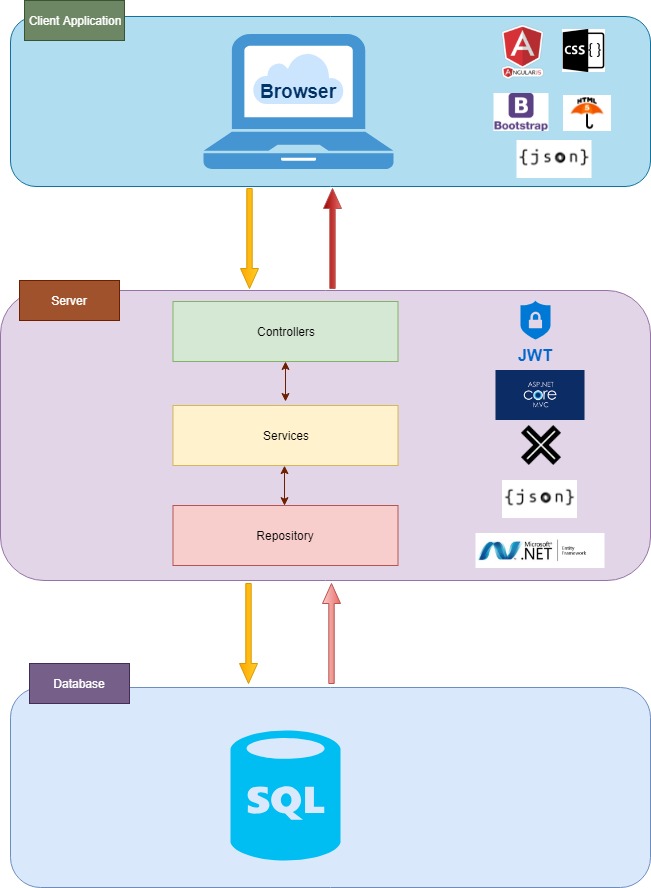 Client Application
Browser
ANGULARJS
CSS {}
B
Bootstrap
HTML
{json}
Server
Controllers
JWT
ASP.NET
core
MVC
Services
{json}
Repository
Microsoft®
.NET
Entity
Framework
Database
SQL